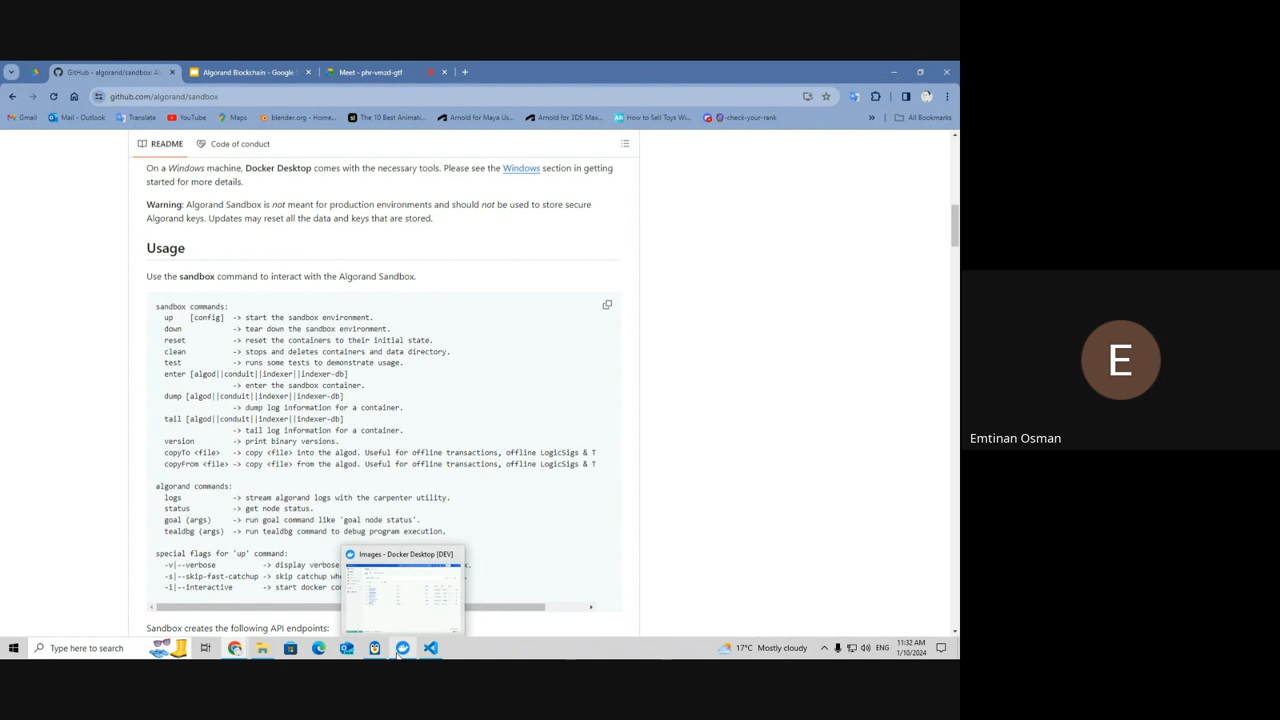 GitHub - algorand/sandbox: Al
Algorand Blockchain - Google
Meet - phr-vmzd-gtf
github.com/algorand/sandbox
Gmail
Mail - Outlook
Translate
YouTube
Maps
blender.org - Home...
The 10 Best Animati...
Arnold for Maya Us...
Arnold for 3DS Max...
How to Sell Toys Wi...
-check-your-rank
»
All Bookmarks
README
Code of conduct
On a Windows machine, Docker Desktop comes with the necessary tools. Please see the Windows section in getting
started for more details.
Warning: Algorand Sandbox is not meant for production environments and should not be used to store secure
Algorand keys. Updates may reset all the data and keys that are stored.
Usage
Use the sandbox command to interact with the Algorand Sandbox.
sandbox commands:
up [config] -> start the sandbox environment.
down -> tear down the sandbox environment.
reset -> reset the containers to their initial state.
clean -> stops and deletes containers and data directory.
test -> runs some tests to demonstrate usage.
enter [algod||conduit||indexer||indexer-db]
-> enter the sandbox container.
dump [algod||conduit||indexer||indexer-db]
-> dump log information for a container.
tail [algod||conduit||indexer||indexer-db]
-> tail log information for a container.
version -> print binary versions.
copyTo <file> -> copy <file> into the algod. Useful for offline transactions, offline LogicSigs & T
copyFrom <file> -> copy <file> from the algod. Useful for offline transactions, offline LogicSigs & T
algorand commands:
logs -> stream algorand logs with the carpenter utility.
status -> get node status.
goal (args) -> run goal command like 'goal node status'.
tealdbg (args) -> run tealdbg command to debug program execution.
special flags for 'up' command:
-v|--verbose -> display verbose
-s|--skip-fast-catchup -> skip catchup wh
-i|--interactive -> start docker co
Images - Docker Desktop [DEV]
Sandbox creates the following API endpoints:
Type here to search
17°C Mostly cloudy
ENG
11:32 AM
1/10/2024
E
Emtinan Osman